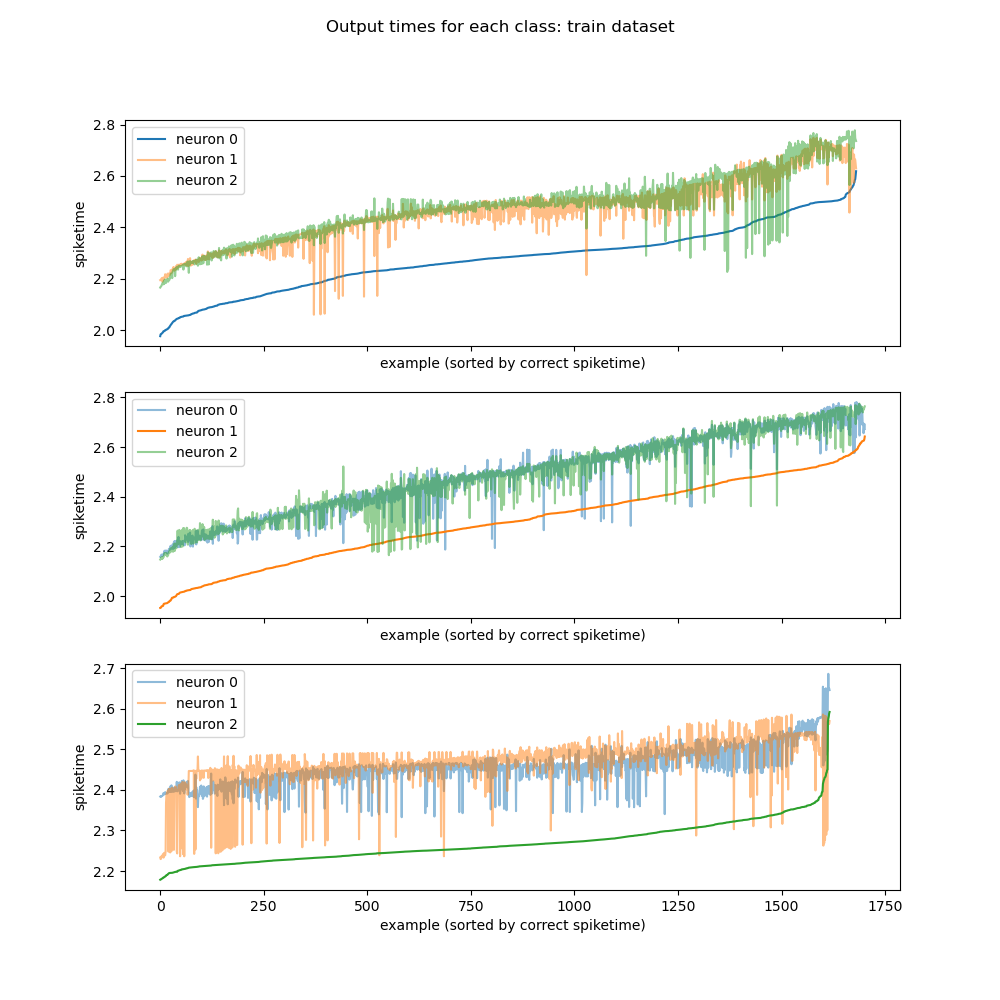 Output times for each class: train dataset
2.8
2.6
2.4
2.2
2.0
spiketime
neuron 0
neuron 1
neuron 2
example (sorted by correct spiketime)
2.8
2.6
2.4
2.2
2.0
spiketime
neuron 0
neuron 1
neuron 2
example (sorted by correct spiketime)
2.7
2.6
2.5
2.4
2.3
2.2
spiketime
neuron 0
neuron 1
neuron 2
0 250 500 750 1000 1250 1500 1750
example (sorted by correct spiketime)